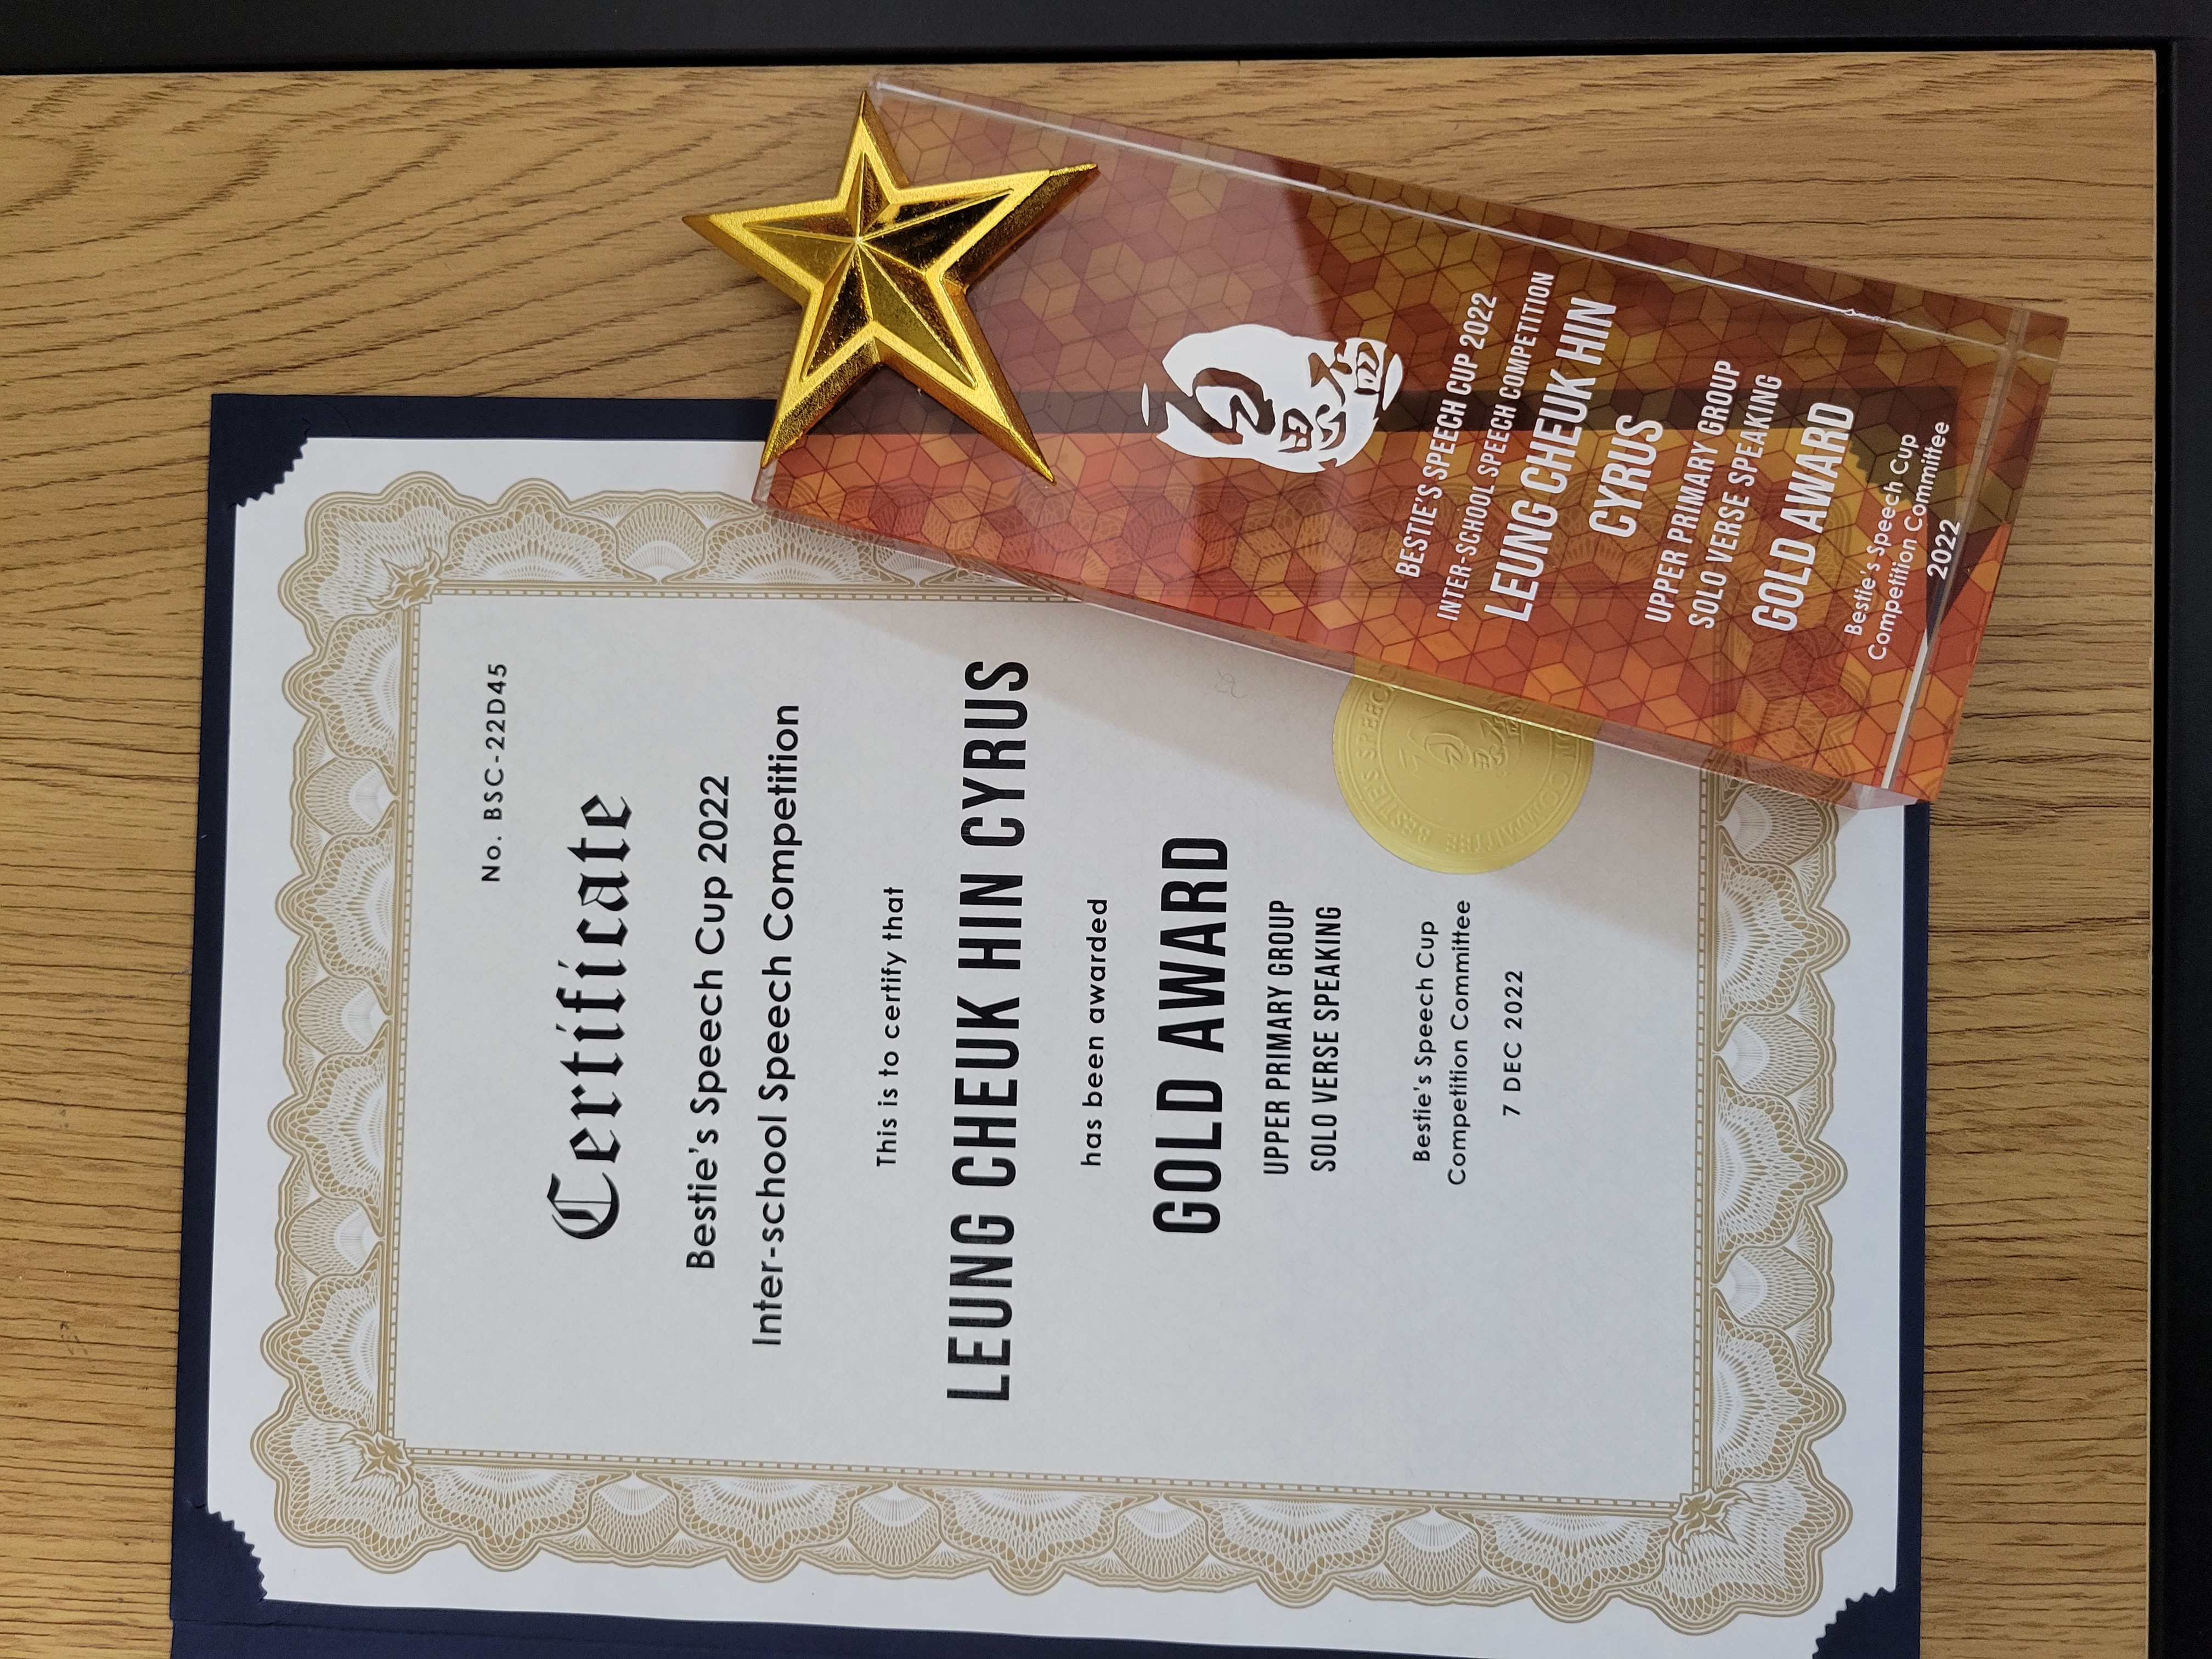 No. BSC-22D45
Certificate
Bestie's Speech Cup 2022
Inter-school Speech Competition
This is to certify that
LEUNG CHEUK HIN CYRUS
has been awarded
GOLD AWARD
UPPER PRIMARY GROUP
SOLO VERSE SPEAKING
Bestie's Speech Cup
Competition Committee
7 DEC 2022
BESTIE'S SPEECH CUP 2022
INTER-SCHOOL SPEECH COMPETITION
LEUNG CHEUK HIN
CYRUS
UPPER PRIMARY GROUP
SOLO VERSE SPEAKING
GOLD AWARD
Bestie's Speech Cup
Competition Committee
2022